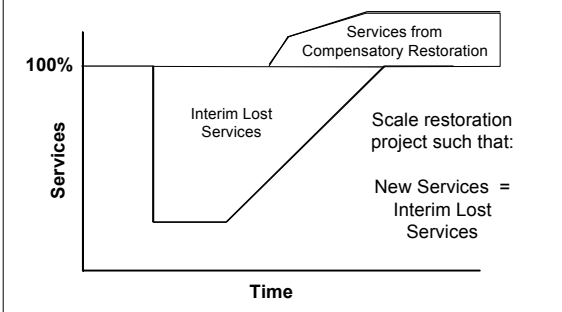 Services from
Compensatory Restoration
100%
Interim Lost
Services
Scale restoration
project such that:
New Services =
Interim Lost
Services
Services
Time